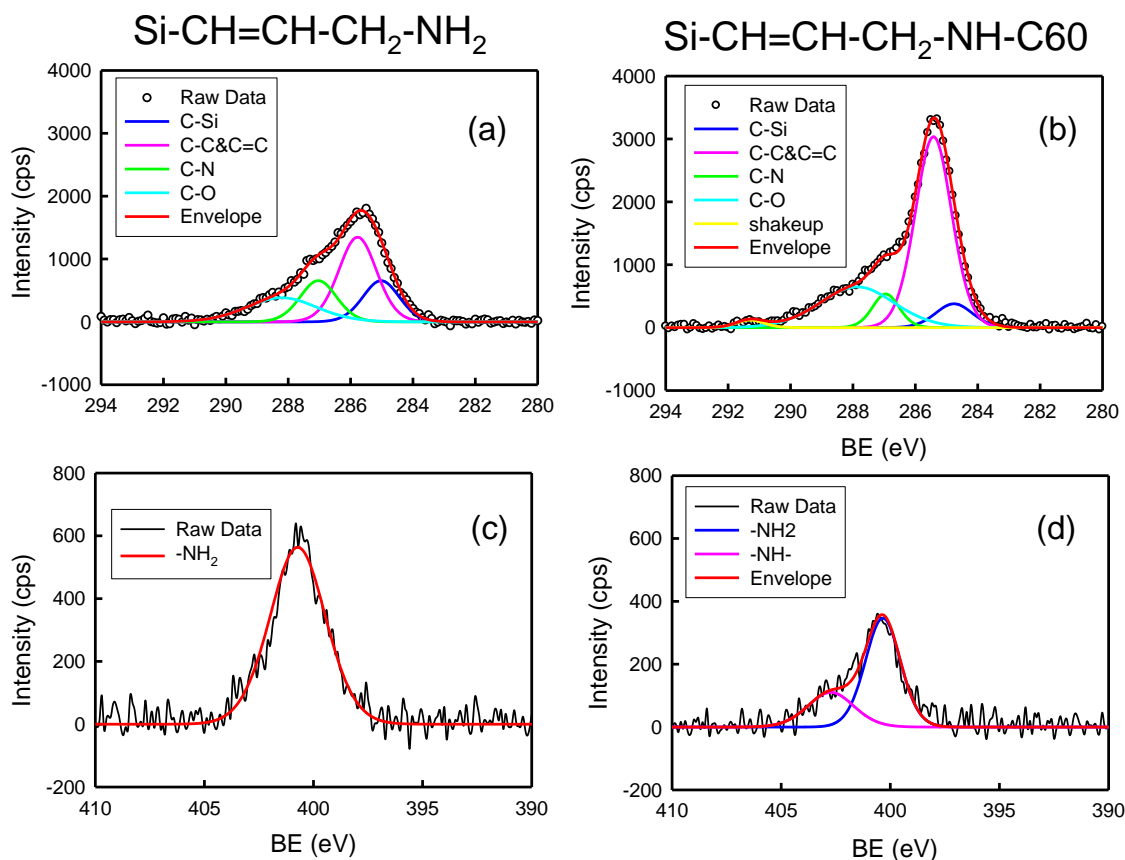 Si-CH=CH-CH₂-NH₂
Si-CH=CH-CH₂-NH-C60
4000
3000
2000
1000
0
-1000
Intensity (cps)
Raw Data
C-Si
C-C&C=C
C-N
C-O
Envelope
(a)
294 292 290 288 286 284 282 280
4000
3000
2000
1000
0
-1000
Intensity (cps)
Raw Data
C-Si
C-C&C=C
C-N
C-O
shakeup
Envelope
(b)
294 292 290 288 286 284 282 280
BE (eV)
800
600
400
200
0
-200
Intensity (cps)
Raw Data
-NH₂
(c)
410 405 400 395 390
BE (eV)
800
600
400
200
0
-200
Intensity (cps)
Raw Data
-NH2
-NH-
Envelope
(d)
410 405 400 395 390
BE (eV)